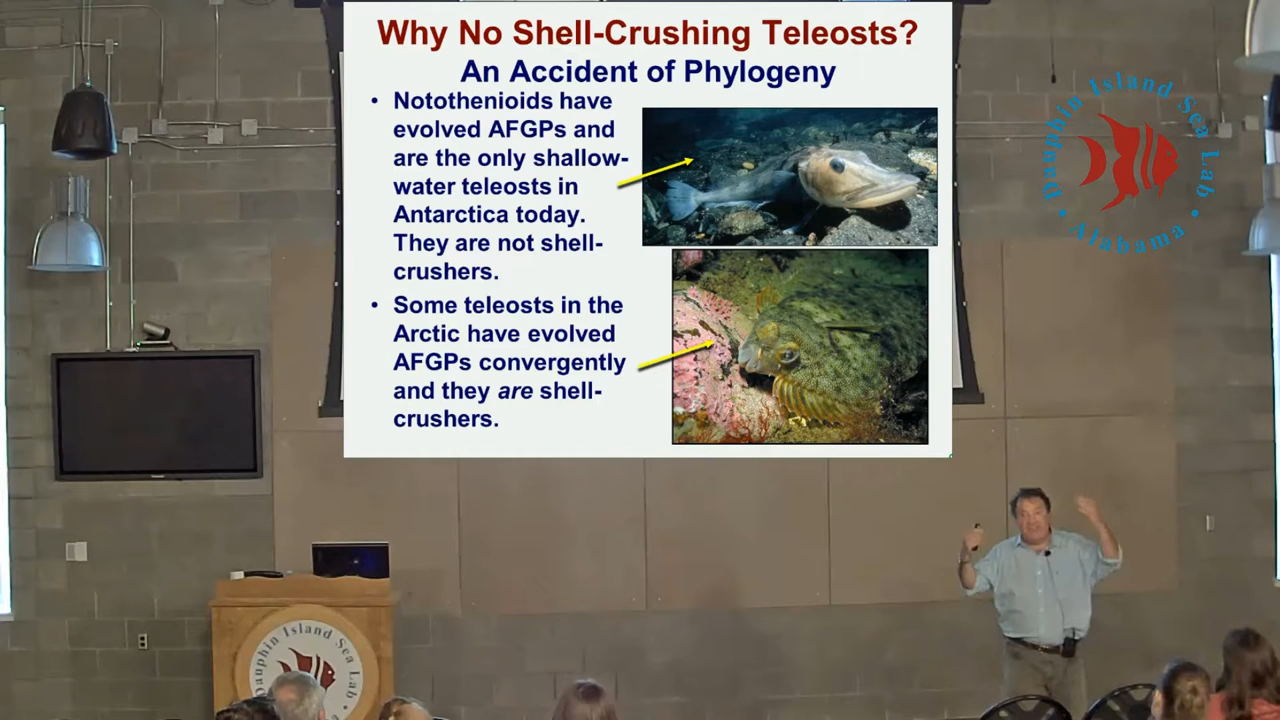 Why No Shell-Crushing Teleosts?
An Accident of Phylogeny
• Notothenioids have
evolved AFGPs and
are the only shallow-
water teleosts in
Antarctica today.
They are not shell-
crushers.
• Some teleosts in the
Arctic have evolved
AFGPs convergently
and they are shell-
crushers.
Dauphin Island Sea Lab
• Alabama •
Dauphin Island Sea Lab